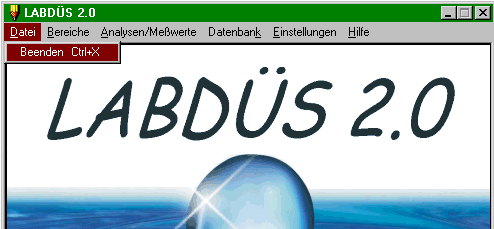 LABDÜS 2.0
Datei Bereiche Analysen/Meßwerte Datenbank Einstellungen Hilfe
Beenden Ctrl+X
LABDÜS 2.0